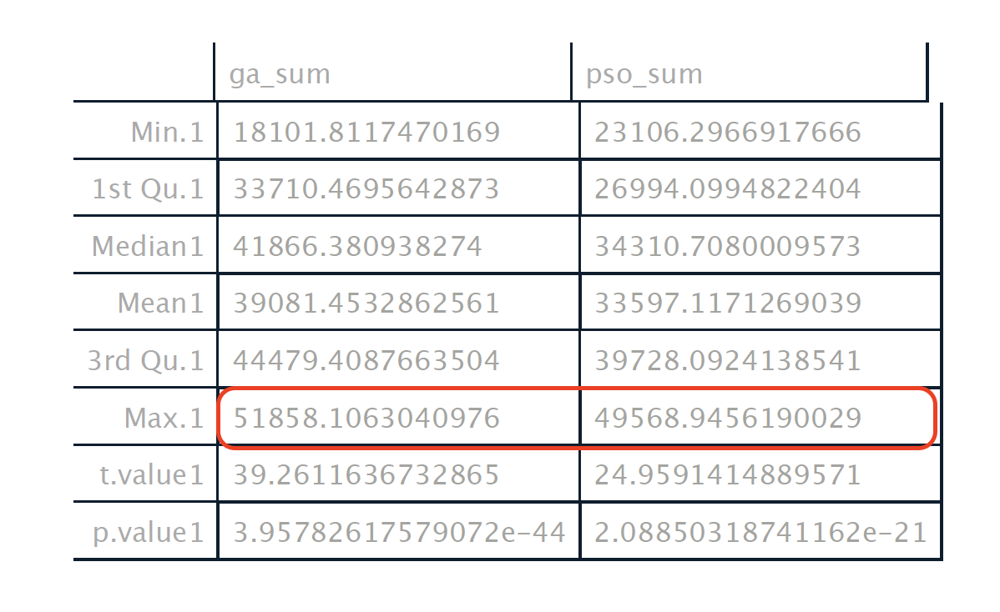 ga_sum pso_sum
Min.1 18101.8117470169 23106.2966917666
1st Qu.1 33710.4695642873 26994.0994822404
Median1 41866.380938274 34310.7080009573
Mean1 39081.4532862561 33597.1171269039
3rd Qu.1 44479.4087663504 39728.0924138541
Max.1 51858.1063040976 49568.9456190029
t.value1 39.2611636732865 24.9591414889571
p.value1 3.95782617579072e-44 2.08850318741162e-21